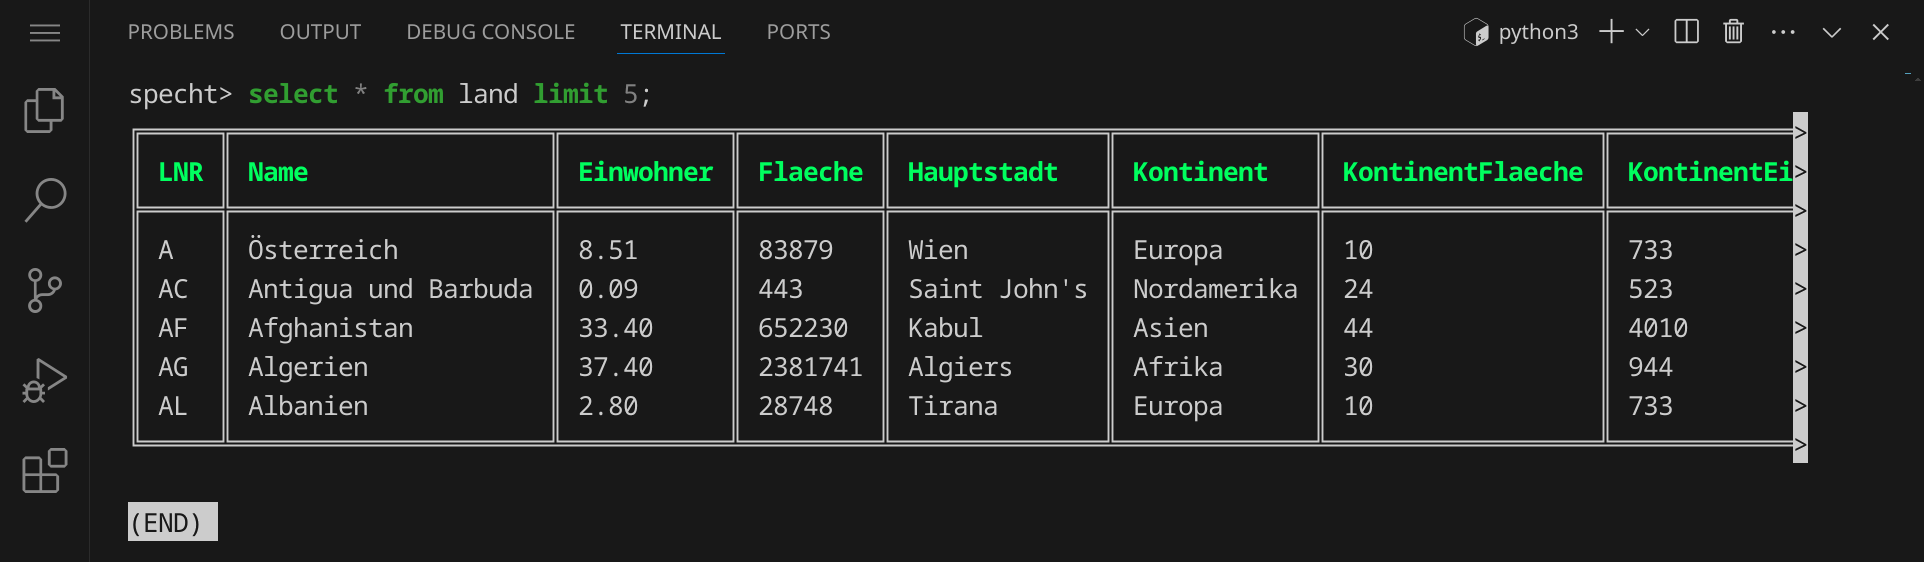 PROBLEMS OUTPUT DEBUG CONSOLE TERMINAL PORTS python3
specht> select * from land limit 5;
LNR Name Einwohner Flaeche Hauptstadt Kontinent KontinentFlaeche KontinentEi>
A Österreich 8.51 83879 Wien Europa 10 733 >
AC Antigua und Barbuda 0.09 443 Saint John's Nordamerika 24 523 >
AF Afghanistan 33.40 652230 Kabul Asien 44 4010 >
AG Algerien 37.40 2381741 Algiers Afrika 30 944 >
AL Albanien 2.80 28748 Tirana Europa 10 733 >
(END)